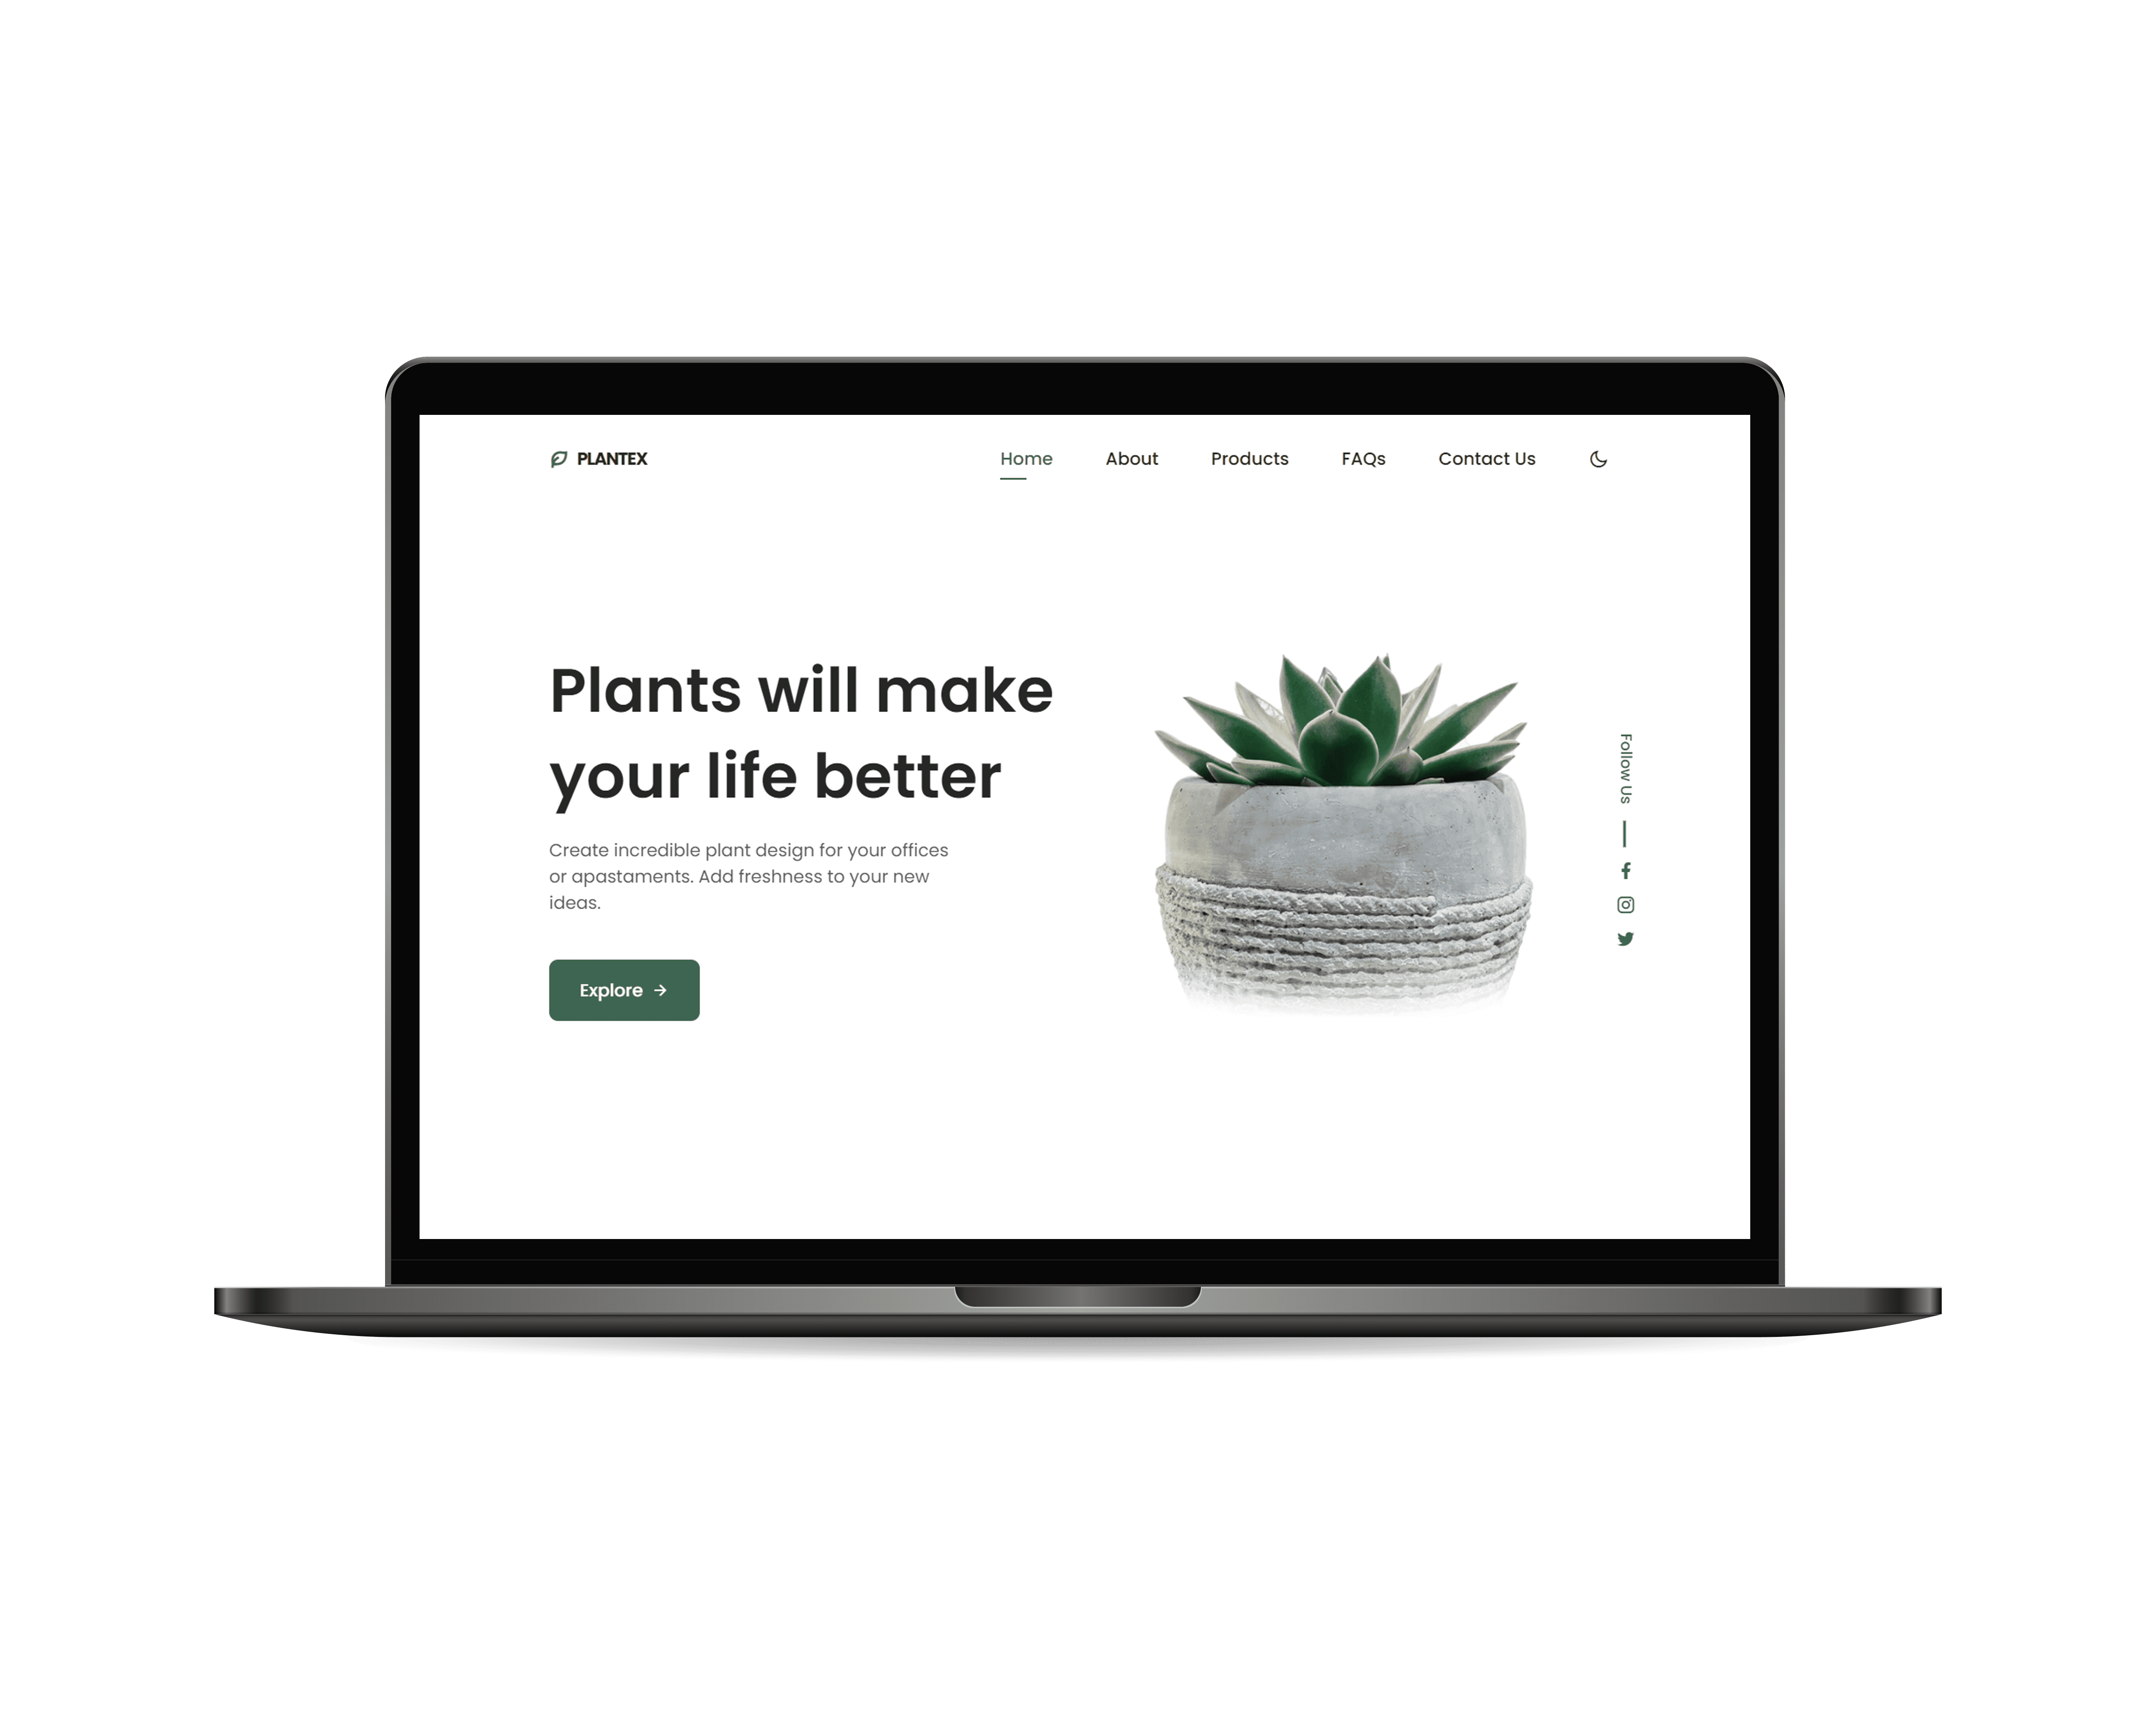 PLANTEX
Home
About
Products
FAQs
Contact Us
Plants will make
your life better
Create incredible plant design for your offices
or apastaments. Add freshness to your new
ideas.
Explore
Follow Us